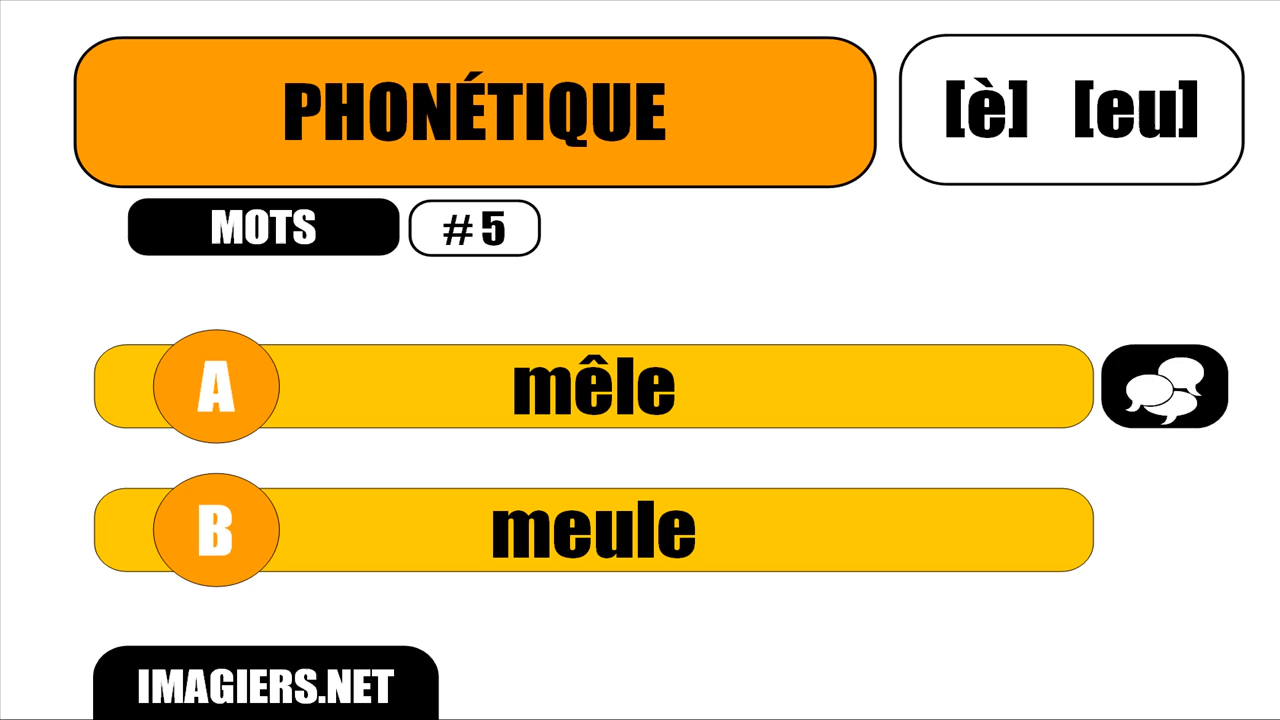 PHONÉTIQUE
[è] [eu]
MOTS
# 5
A mêle
B meule
IMAGIERS.NET